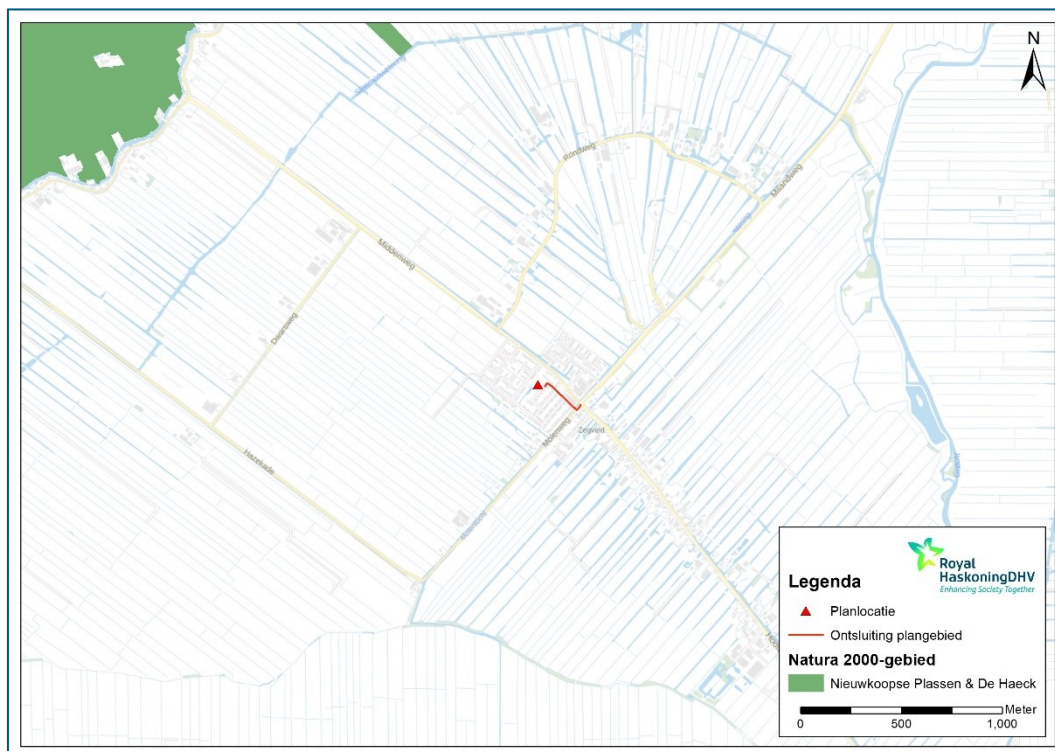 N
Rondweg
Milandweg
Middenweg
Dwarsweg
Molenweg
Zegveld
Hazekade
Grecht
Royal
HaskoningDHV
Enhancing Society Together
Legenda
Planlocatie
Ontsluiting plangebied
Natura 2000-gebied
Nieuwkoopse Plassen & De Haeck
Meter
0 500 1,000